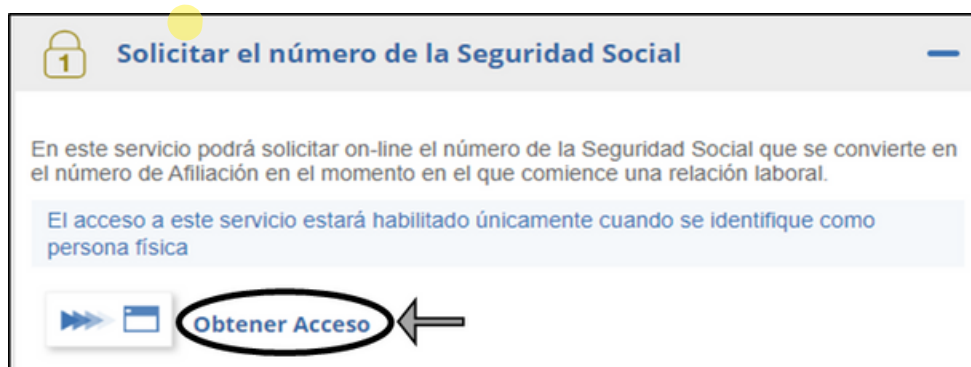 1
Solicitar el número de la Seguridad Social
En este servicio podrá solicitar on-line el número de la Seguridad Social que se convierte en
el número de Afiliación en el momento en el que comience una relación laboral.
El acceso a este servicio estará habilitado únicamente cuando se identifique como
persona física
Obtener Acceso